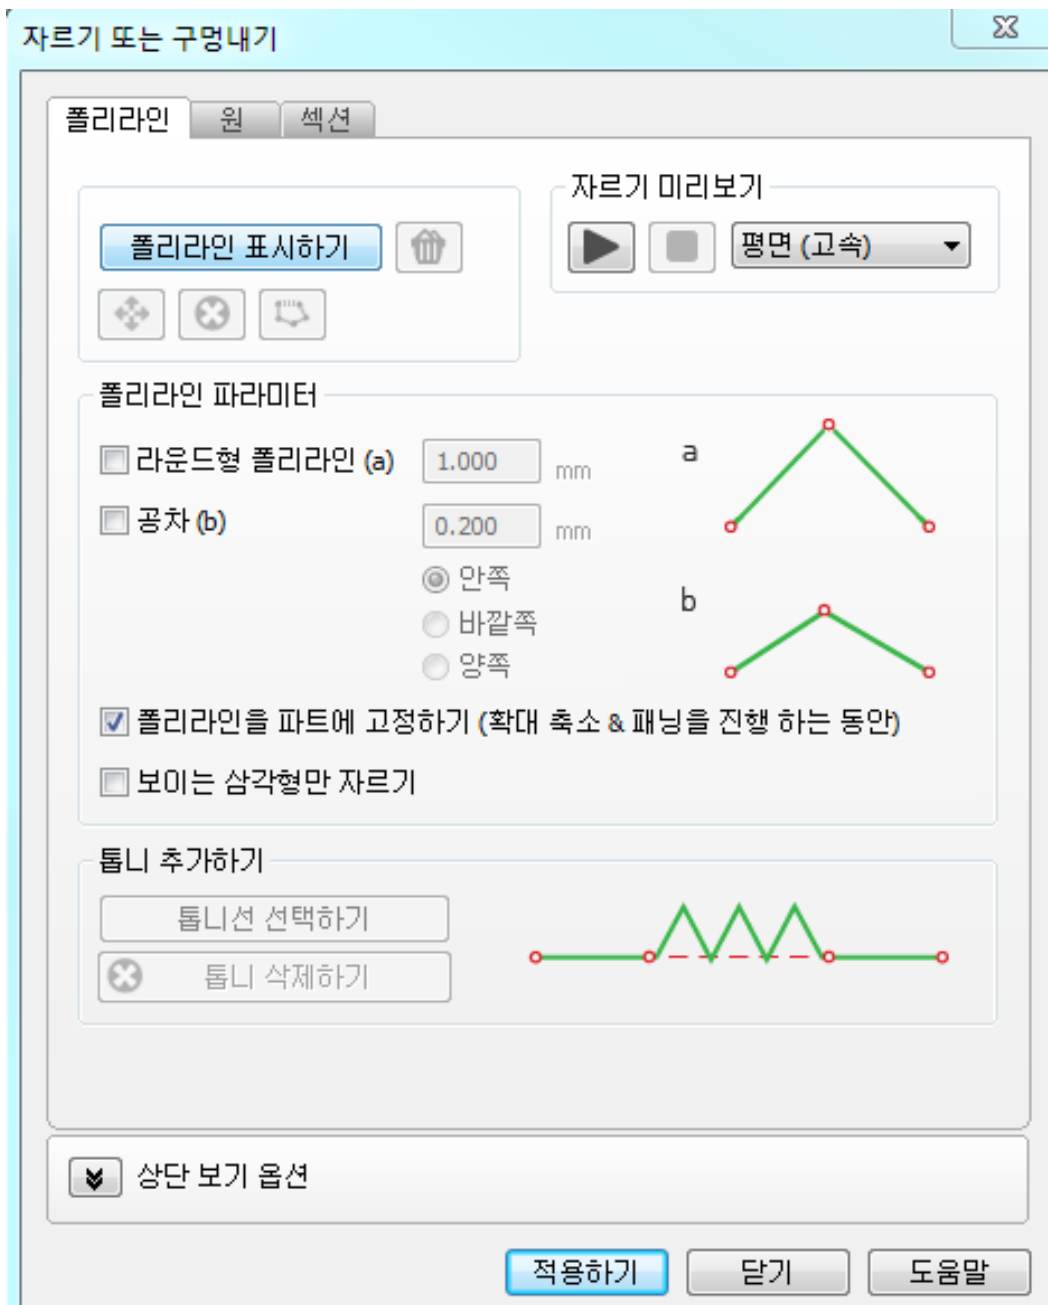 자르기 또는 구멍내기
폴리라인 원 섹션
자르기 미리보기
폴리라인 표시하기
평면 (고속)
폴리라인 파라미터
라운드형 폴리라인 (a) 1.000 mm a
공차 (b) 0.200 mm
안쪽
b
바깥쪽
양쪽
폴리라인을 파트에 고정하기 (확대 축소 & 패닝을 진행 하는 동안)
보이는 삼각형만 자르기
톱니 추가하기
톱니선 선택하기
톱니 삭제하기
상단 보기 옵션
적용하기 닫기 도움말